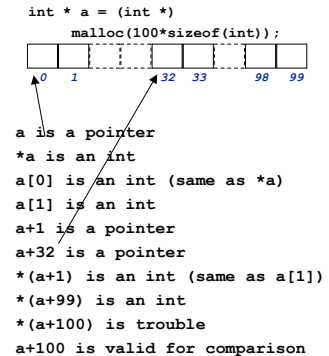 int * a = (int *)
malloc(100*sizeof(int));
0 1 32 33 98 99
a is a pointer
*a is an int
a[0] is an int (same as *a)
a[1] is an int
a+1 is a pointer
a+32 is a pointer
*(a+1) is an int (same as a[1])
*(a+99) is an int
*(a+100) is trouble
a+100 is valid for comparison